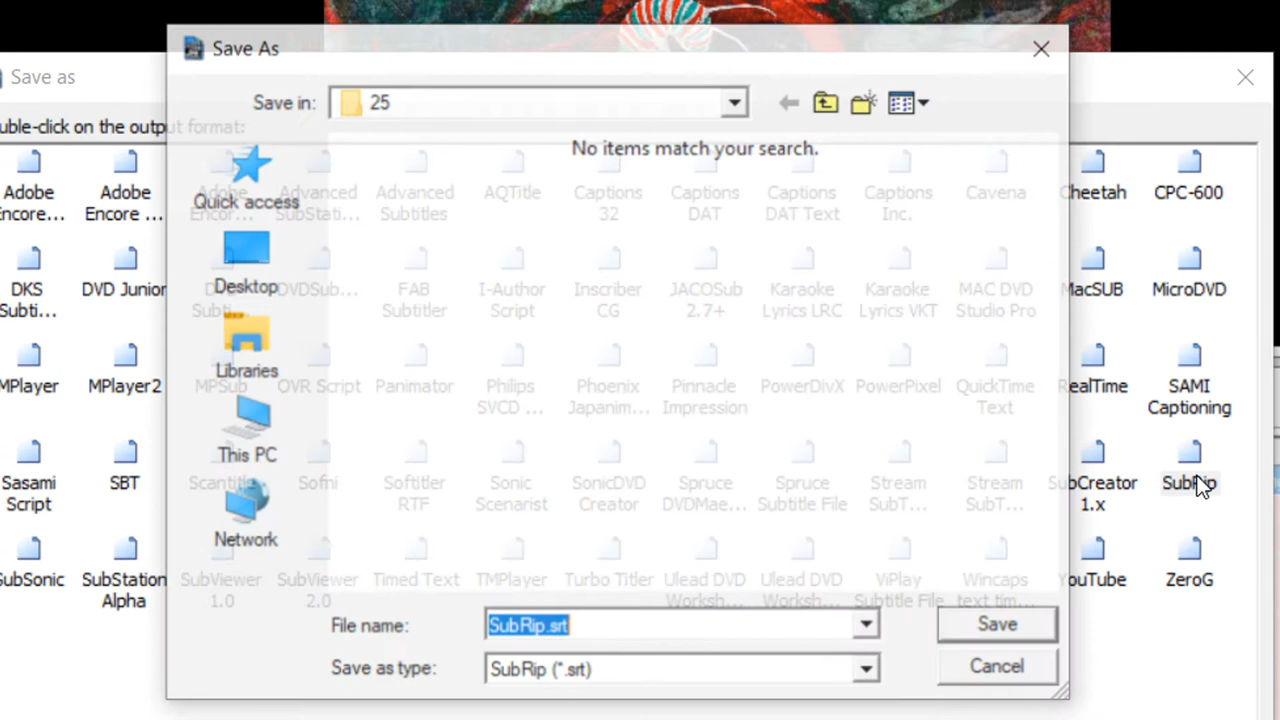 Save As
Save as
Save in:
25
uble-click on the output format:
No items match your search.
Quick access
Desktop
Libraries
This PC
Network
Adobe Encore...
Adobe Encore ...
Adobe Encor...
Advanced SubStati...
Advanced Subtitles
AQTitle
Captions 32
Captions DAT
Captions DAT Text
Captions Inc.
Cavena
Cheetah
CPC-600
DKS Subti...
DVD Junior
Subti...
DVDSub...
FAB Subtitler
I-Author Script
Inscriber CG
JACOSub 2.7+
Karaoke Lyrics LRC
Karaoke Lyrics VKT
MAC DVD Studio Pro
MacSUB
MicroDVD
MPlayer
MPlayer2
MPSub
OVR Script
Panimator
Philips SVCD ...
Phoenix Japanim...
Pinnacle Impression
PowerDivX
PowerPixel
QuickTime Text
RealTime
SAMI Captioning
Sasami Script
SBT
Scantitl...
Sofni
Softitler RTF
Sonic Scenarist
SonicDVD Creator
Spruce DVDMae...
Spruce Subtitle File
Stream SubT...
Stream SubT...
SubCreator 1.x
SubRip
SubSonic
SubStation Alpha
SubViewer 1.0
SubViewer 2.0
Timed Text
TMPlayer
Turbo Titler
Ulead DVD Worksh...
Ulead DVD Worksh...
ViPlay Subtitle File
Wincaps text tim...
YouTube
ZeroG
File name:
SubRip.srt
Save
Save as type:
SubRip (*.srt)
Cancel